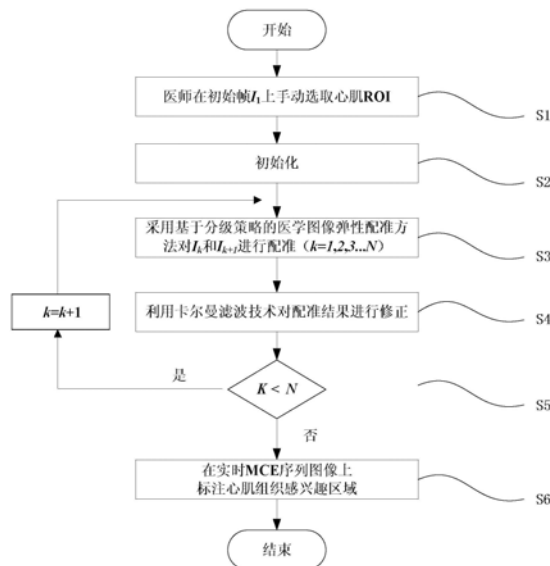 开始
医师在初始帧I₁上手动选取心肌ROI
S1
初始化
S2
采用基于分级策略的医学图像弹性配准方
法对Iₖ和Iₖ₊₁进行配准（k=1,2,3...N）
S3
k=k+1
利用卡尔曼滤波技术对配准结果进行修正
S4
是
K < N
S5
否
在实时MCE序列图像上
标注心肌组织感兴趣区域
S6
结束